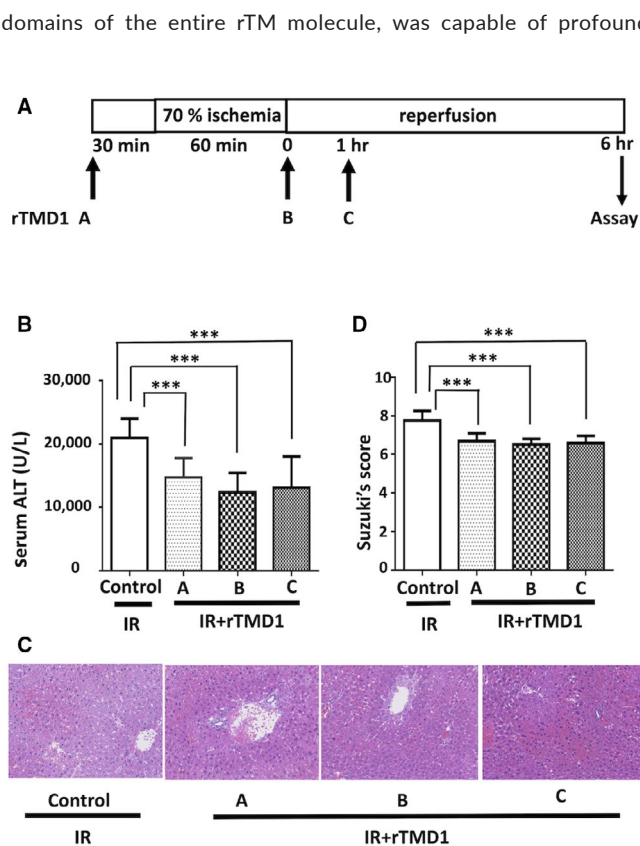 domains of the entire rTM molecule, was capable of profound
A
70 % ischemia reperfusion
30 min 60 min 0 1 hr 6 hr
rTMD1 A B C Assay
B
***
***
***
30,000
20,000
10,000
0
serum ALT (U/L)
Control A B C
IR IR+rTMD1
D
***
***
***
10
8
6
4
2
0
Suzuki's score
Control A B C
IR IR+rTMD1
C
Control A B C
IR IR+rTMD1